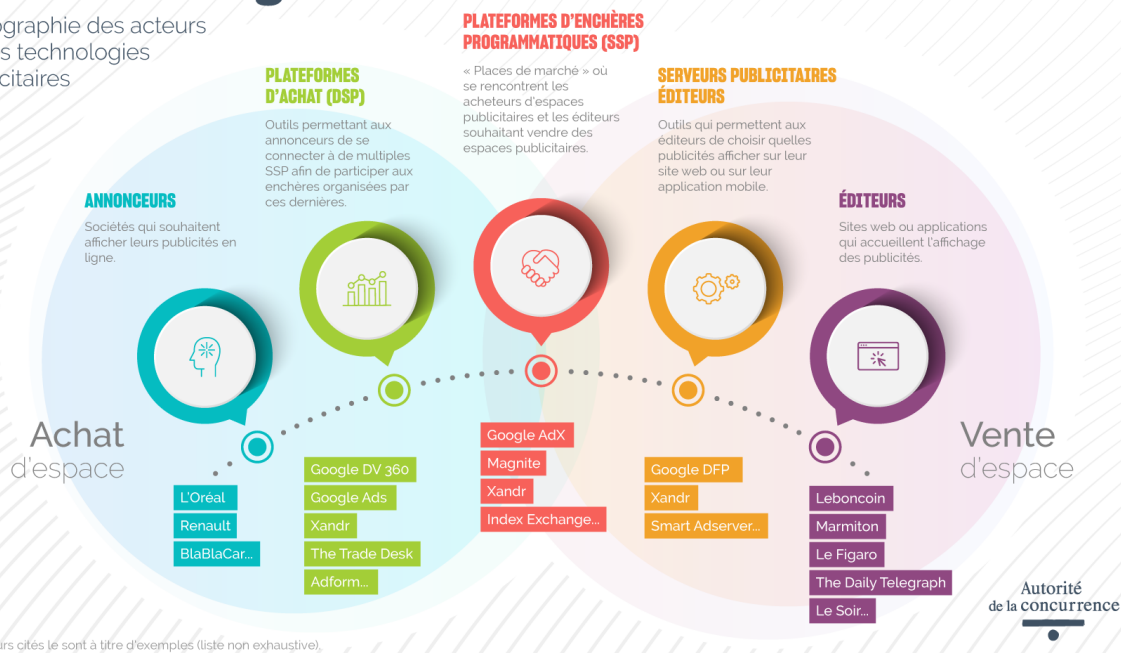 des acteurs
technologies
PLATEFORMES D'ENCHÈRES
PROGRAMMATIQUES (SSP)
« Places de marché » où
se rencontrent les
acheteurs d'espaces
publicitaires et les éditeurs
souhaitant vendre des
espaces publicitaires.
PLATEFORMES
D'ACHAT (DSP)
Outils permettant aux
annonceurs de se
connecter à de multiples
SSP afin de participer aux
enchères organisées par
ces dernières.
SERVEURS PUBLICITAIRES
ÉDITEURS
Outils qui permettent aux
éditeurs de choisir quelles
publicités afficher sur leur
site web ou sur leur
application mobile.
ANNONCEURS
Sociétés qui souhaitent
afficher leurs publicités en
ligne.
ÉDITEURS
Sites web ou applications
qui accueillent l'affichage
des publicités.
Achat
d'espace
Vente
d'espace
L'Oréal
Renault
BlaBlaCar...
Google DV 360
Google Ads
Xandr
The Trade Desk
Adform...
Google AdX
Magnite
Xandr
Index Exchange...
Google DFP
Xandr
Smart Adserver...
Leboncoin
Marmiton
Le Figaro
The Daily Telegraph
Le Soir...
Autorité
de la concurrence
cités le sont à titre d'exemples (liste non exhaustive).